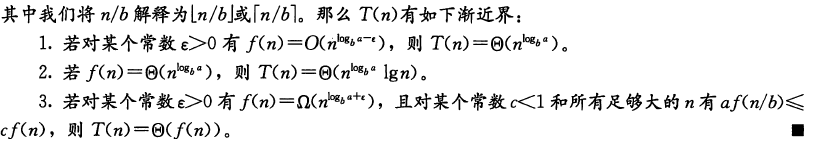 其中我们将 n/b 解释为⌊n/b⌋或⌈n/b⌉。那么 T(n)有如下渐近界：
1. 若对某个常数 ε>0 有 f(n)=O(n^{log_b a−ε})，则 T(n)=Θ(n^{log_b a})。
2. 若 f(n)=Θ(n^{log_b a})，则 T(n)=Θ(n^{log_b a} lgn)。
3. 若对某个常数 ε>0 有 f(n)=Ω(n^{log_b a+ε})，且对某个常数 c<1 和所有足够大的 n 有 af(n/b)≤
cf(n)，则 T(n)=Θ(f(n))。 ■